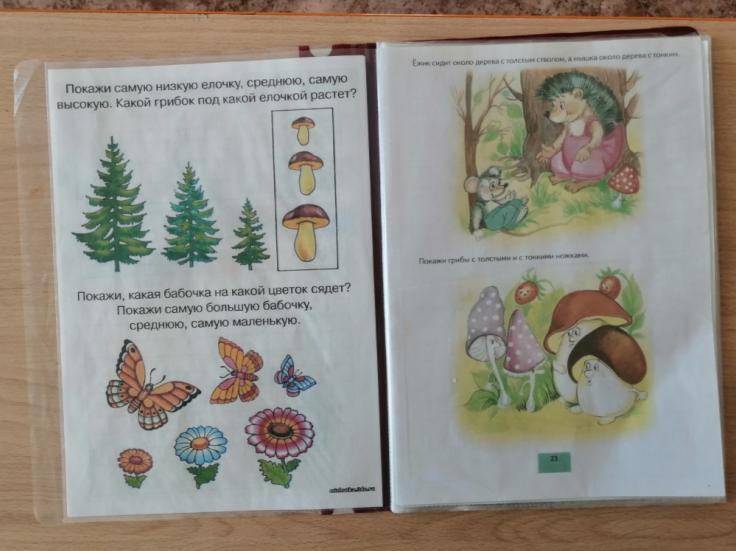 Покажи самую низкую елочку, среднюю, самую
высокую. Какой грибок под какой елочкой растет?
Покажи, какая бабочка на какой цветок сядет?
Покажи самую большую бабочку,
среднюю, самую маленькую.
Ёжик сидит около дерева с толстым стволом, а мышка около дерева с тонким.
Покажи грибы с толстыми и с тонкими ножками.
23